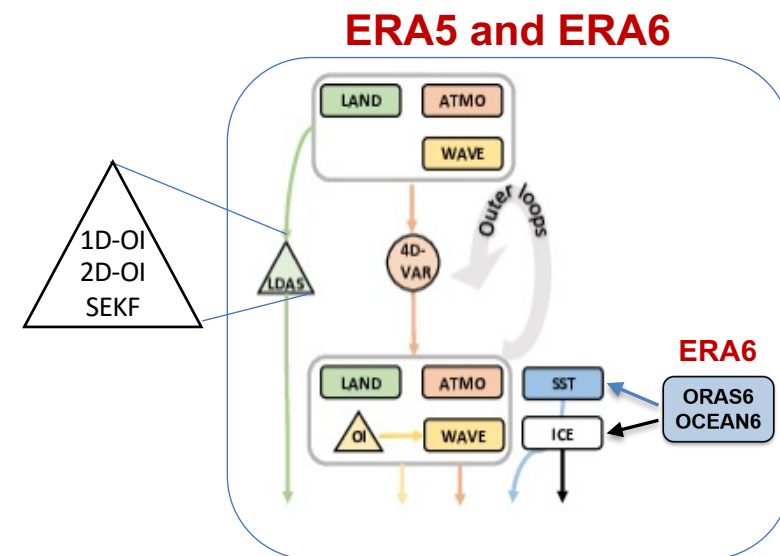 ERA5 and ERA6
LAND
ATMO
WAVE
Outer loops
1D-OI
2D-OI
SEKF
LDAS
4D-
VAR
ERA6
LAND
ATMO
SST
ORAS6
OCEAN6
OI
WAVE
ICE